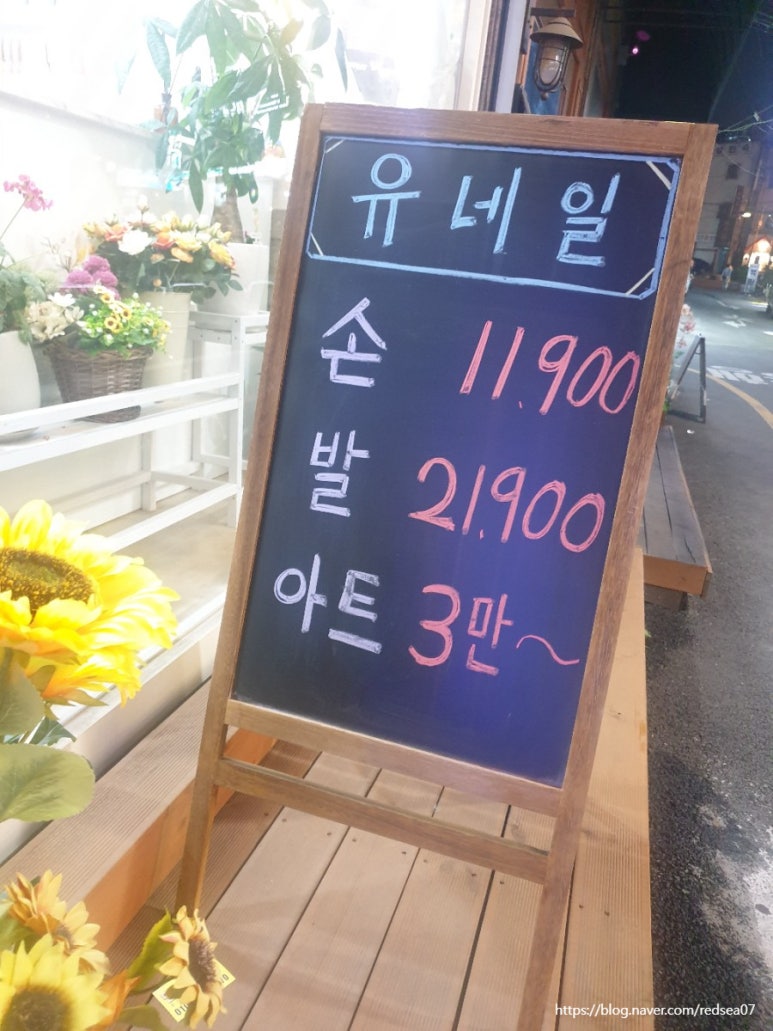 유네일
손 11.900
발 21.900
아트 3만~
https://blog.naver.com/redsea07